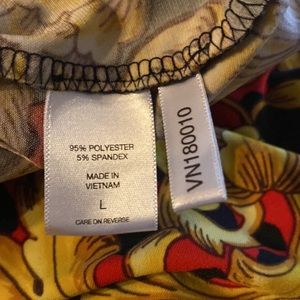 95% POLYESTER
5% SPANDEX
MADE IN
VIETNAM
L
CARE ON REVERSE
VN180010